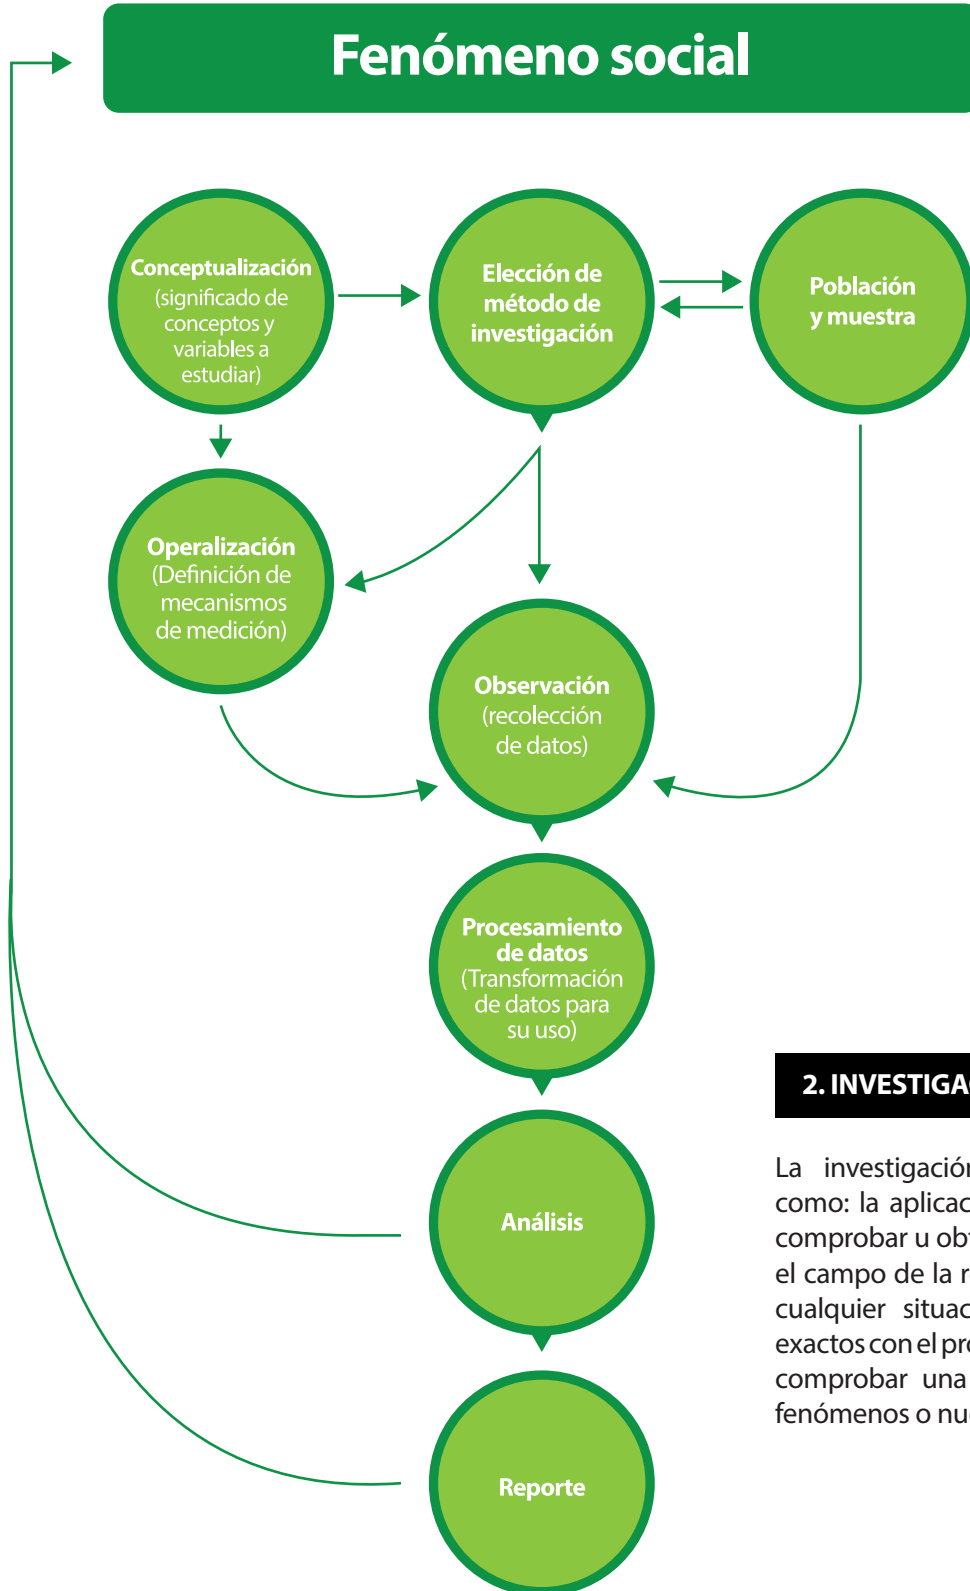 Fenómeno social
Conceptualización
(significado de
conceptos y
variables a
estudiar)
Elección de
método de
investigación
Población
y muestra
Operalización
(Definición de
mecanismos
de medición)
Observación
(recolección
de datos)
Procesamiento
de datos
(Transformación
de datos para
su uso)
Análisis
Reporte
2. INVESTIGA
La investigación
como: la aplicac
comprobar u obt
el campo de la r
cualquier situac
exactos con el pro
comprobar una
fenómenos o nu